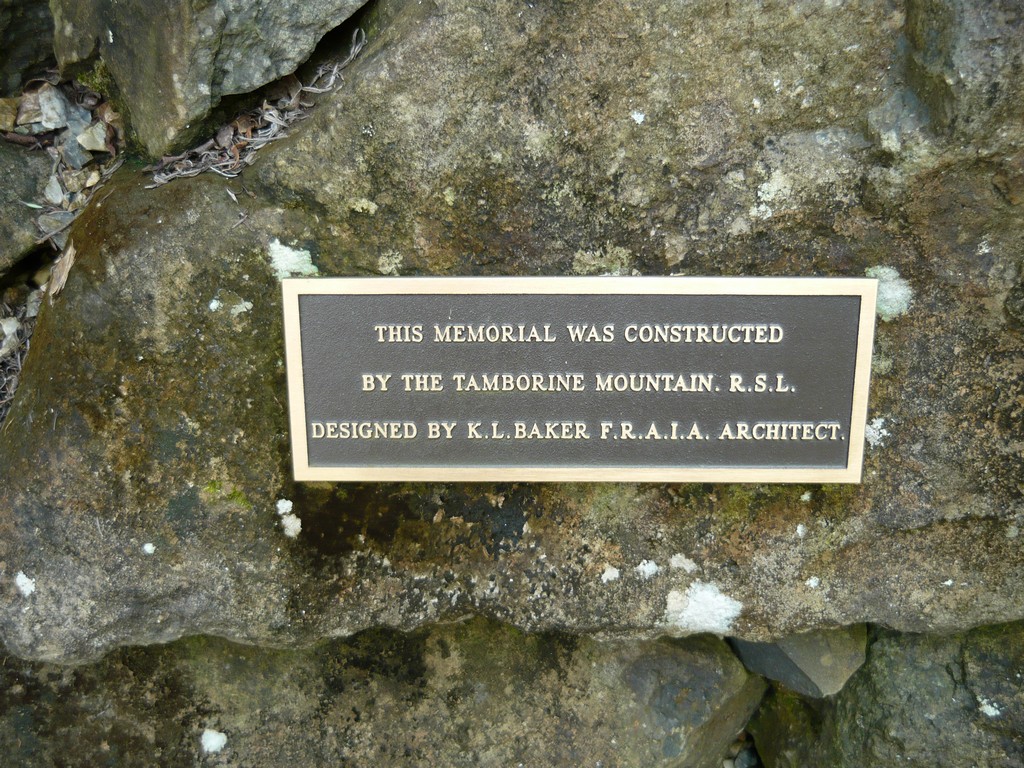 THIS MEMORIAL WAS CONSTRUCTED
BY THE TAMBORINE MOUNTAIN. R.S.L.
DESIGNED BY K.L.BAKER F.R.A.I.A. ARCHITECT.